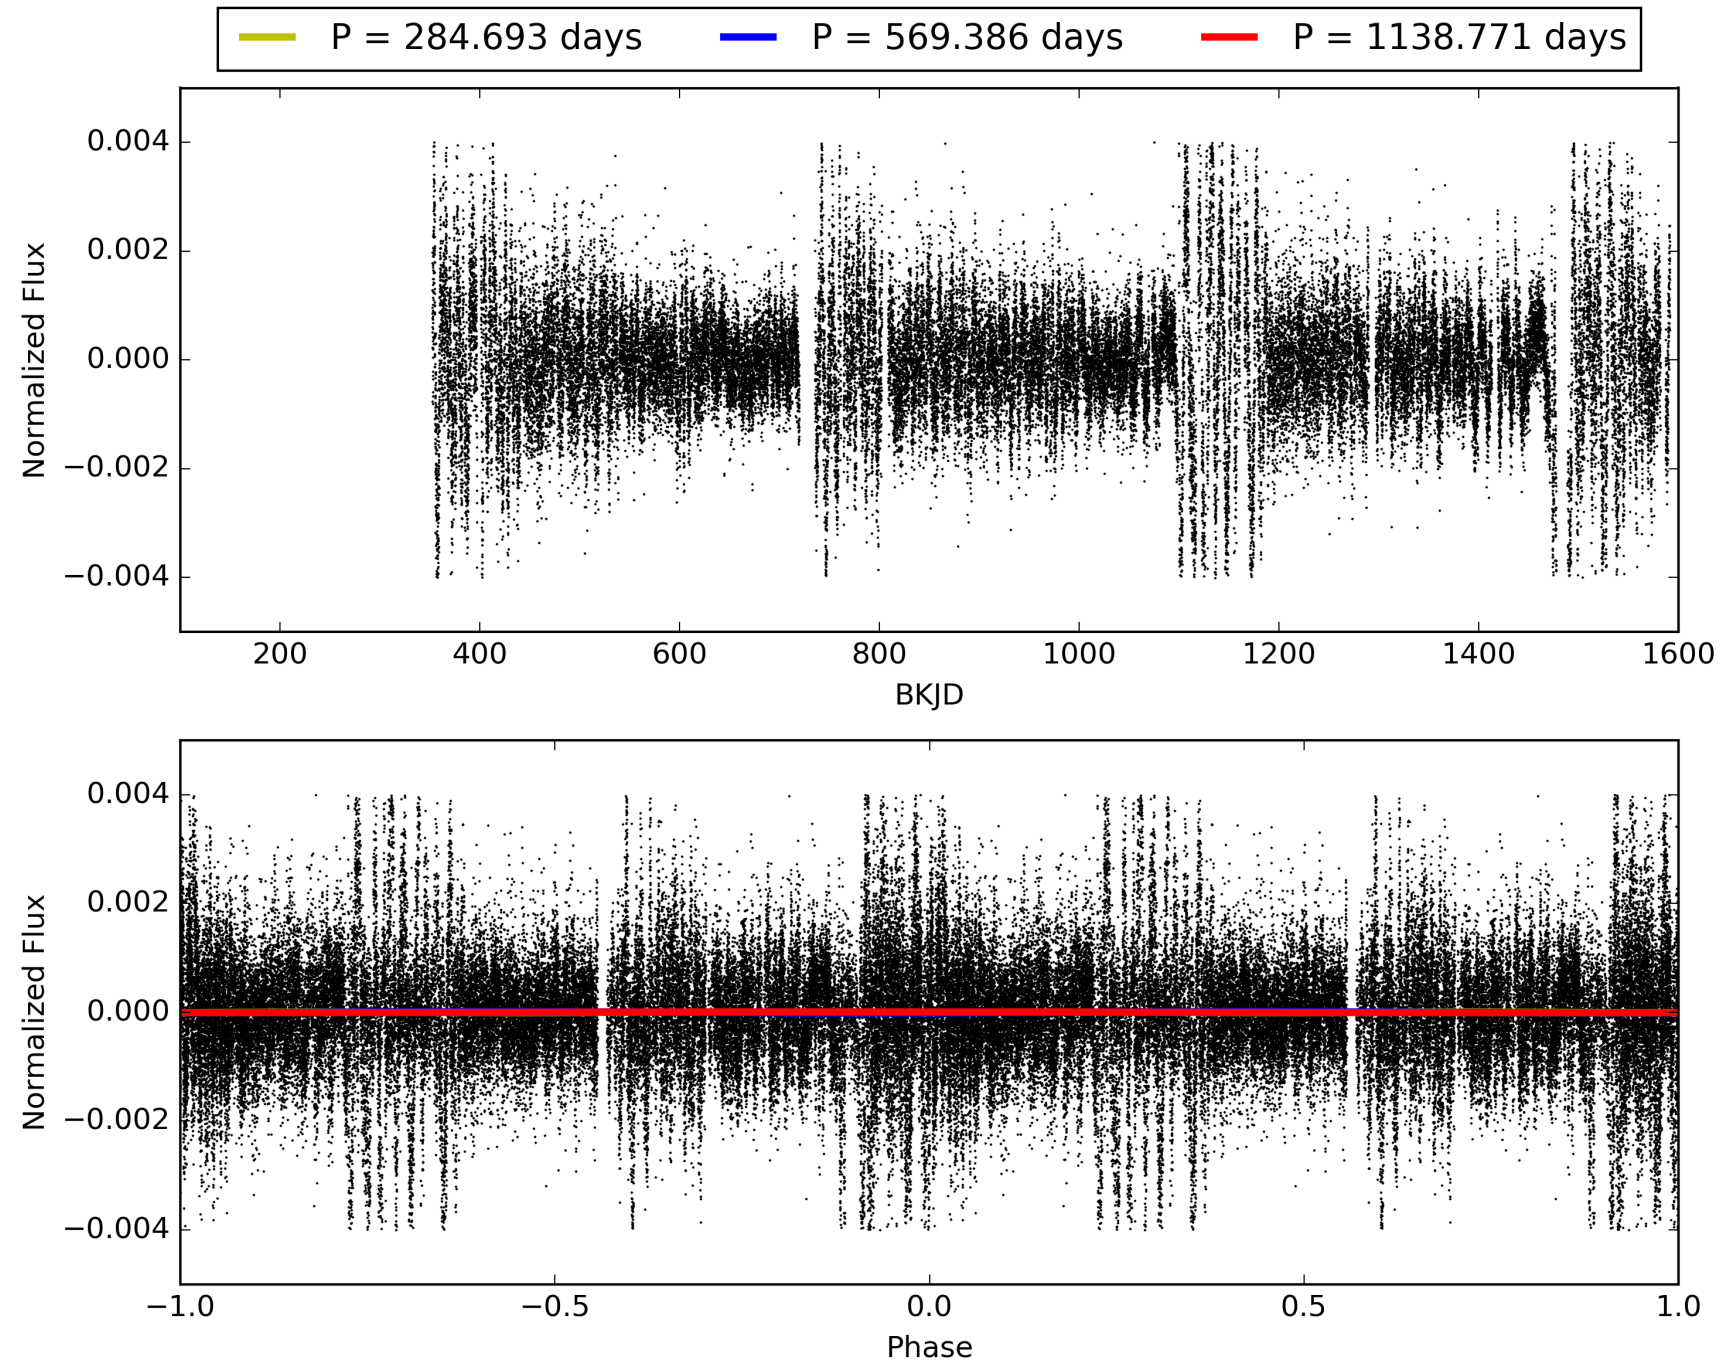 P = 284.693 days P = 569.386 days P = 1138.771 days
0.004
0.002
0.000
−0.002
−0.004
Normalized Flux
200 400 600 800 1000 1200 1400 1600
BKJD
0.004
0.002
0.000
−0.002
−0.004
Normalized Flux
−1.0 −0.5 0.0 0.5 1.0
Phase